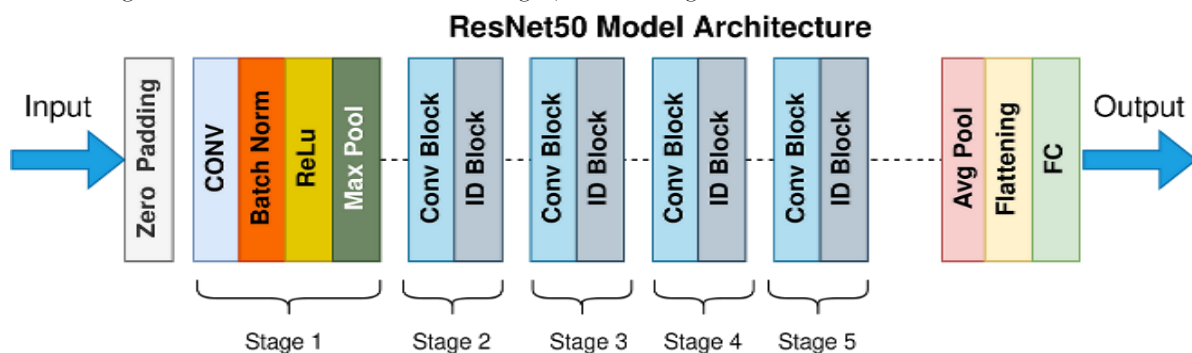 ResNet50 Model Architecture
Input
Zero Padding
CONV
Batch Norm
ReLu
Max Pool
Conv Block
ID Block
Conv Block
ID Block
Conv Block
ID Block
Conv Block
ID Block
Avg Pool
Flattening
FC
Output
Stage 1
Stage 2
Stage 3
Stage 4
Stage 5